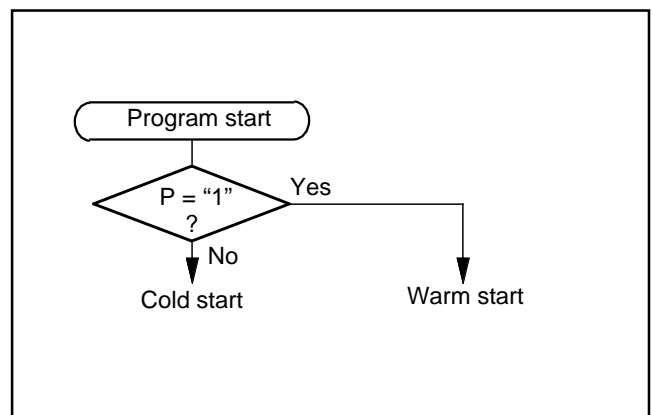 Program start
P = “1”
?
Yes
No
Cold start
Warm start